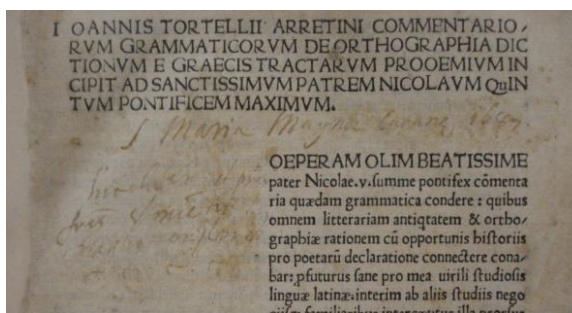 I OANNIS TORTELLII ARRETINI COMMENTARIO,
RVM GRAMMATICORVM DE ORTHOGRAPHIA DIC
TIONVM E GRAECIS TRACTARVM PROOEMIVM IN
CIPIT AD SANCTISSIMVM PATREM NICOLAVM QuIN
TVM PONTIFICEM MAXIMVM.
S Maria Magna
OEPERAM OLIM BEATISSIME
pater Nicolae.v.summe pontifex cōmenta
ria quædam grammatica condere : quibus
omnem litterariam antiqtatem & ortho/
graphiæ rationem cū opportunis historiis
pro poetarū declaratione connectere cona/
bar: pfuturus sane pro mea uirili studiosis
linguæ latinæ.interim ab aliis studiis nego